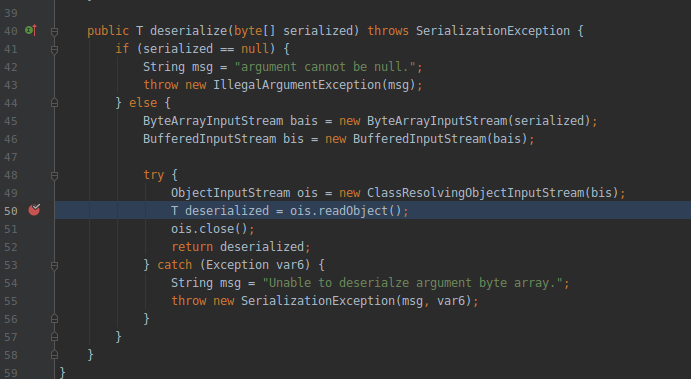 39
40 public T deserialize(byte[] serialized) throws SerializationException {
41 if (serialized == null) {
42 String msg = "argument cannot be null.";
43 throw new IllegalArgumentException(msg);
44 } else {
45 ByteArrayInputStream bais = new ByteArrayInputStream(serialized);
46 BufferedInputStream bis = new BufferedInputStream(bais);
47
48 try {
49 ObjectInputStream ois = new ClassResolvingObjectInputStream(bis);
50 T deserialized = ois.readObject();
51 ois.close();
52 return deserialized;
53 } catch (Exception var6) {
54 String msg = "Unable to deserialze argument byte array.";
55 throw new SerializationException(msg, var6);
56 }
57 }
58 }
59 }